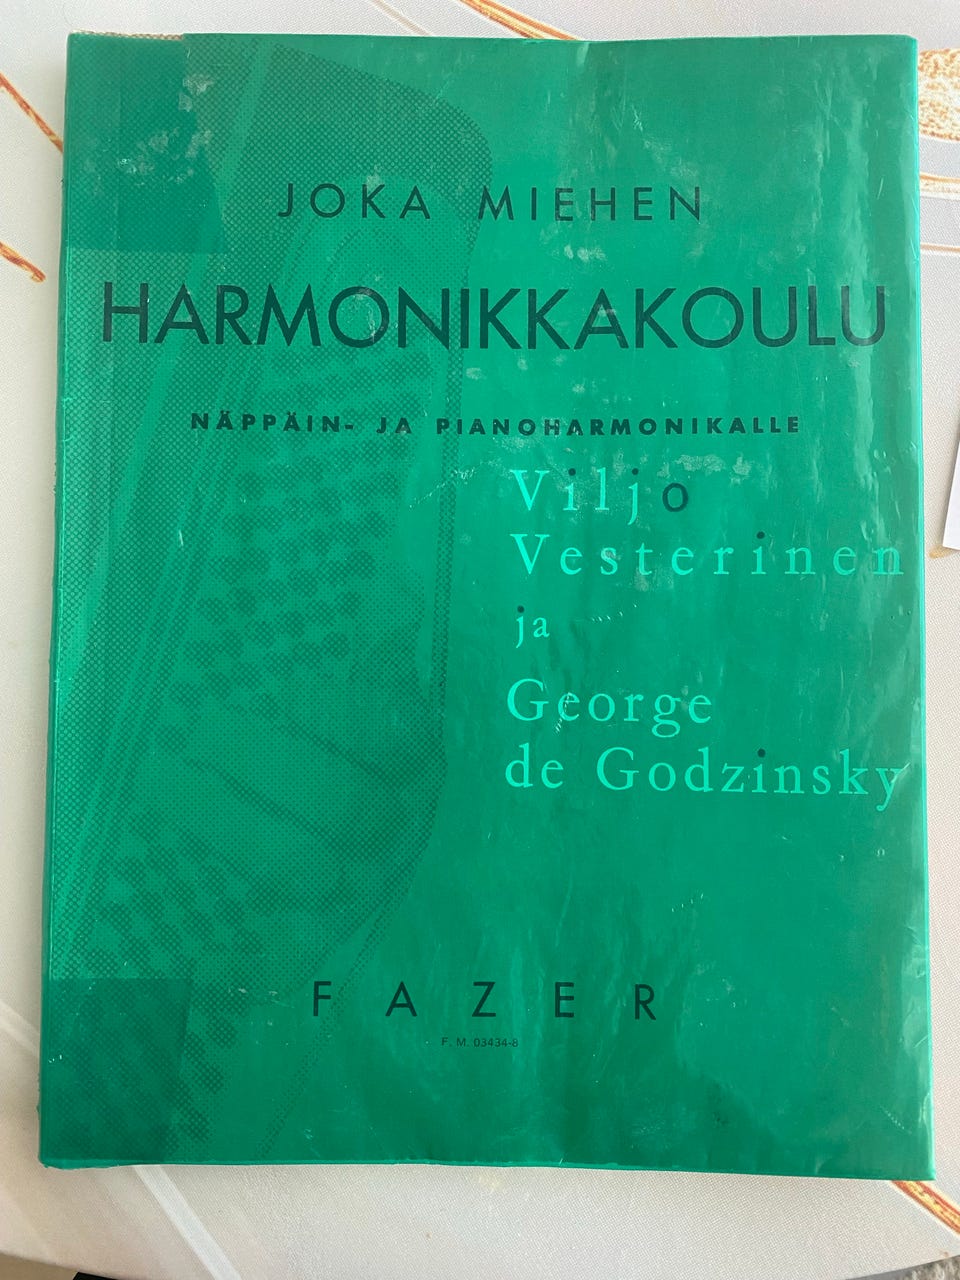 JOKA MIEHEN
HARMONIKKAKOULU
NÄPPÄIN- JA PIANOHARMONIKALLE
Viljo
Vesterinen
ja
George
de Godzinsky
FAZER
F. M. 03434-8